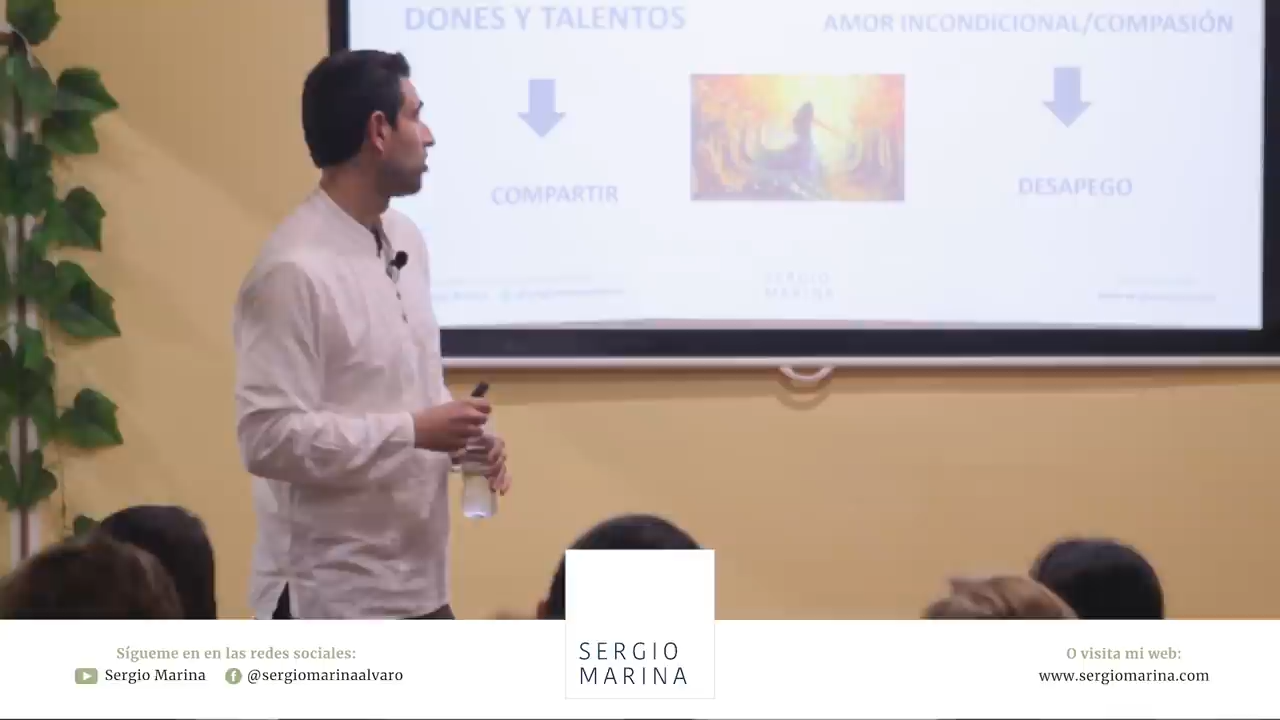 DONES Y TALENTOS
AMOR INCONDICIONAL/COMPASIÓN
COMPARTIR
DESAPEGO
SERGIO
MARINA
Sígueme en en las redes sociales:
Sergio Marina
@sergiomarinaalvaro
SERGIO
MARINA
O visita mi web:
www.sergiomarina.com